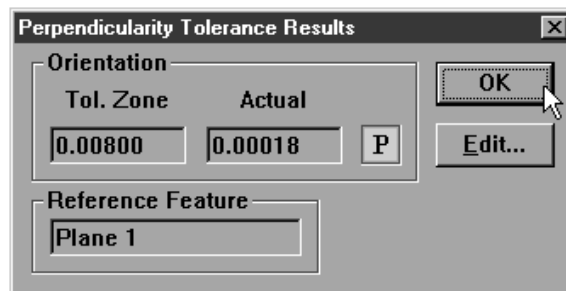 Perpendicularity Tolerance Results
Orientation
Tol. Zone Actual
0.00800 0.00018 P
OK
Edit...
Reference Feature
Plane 1